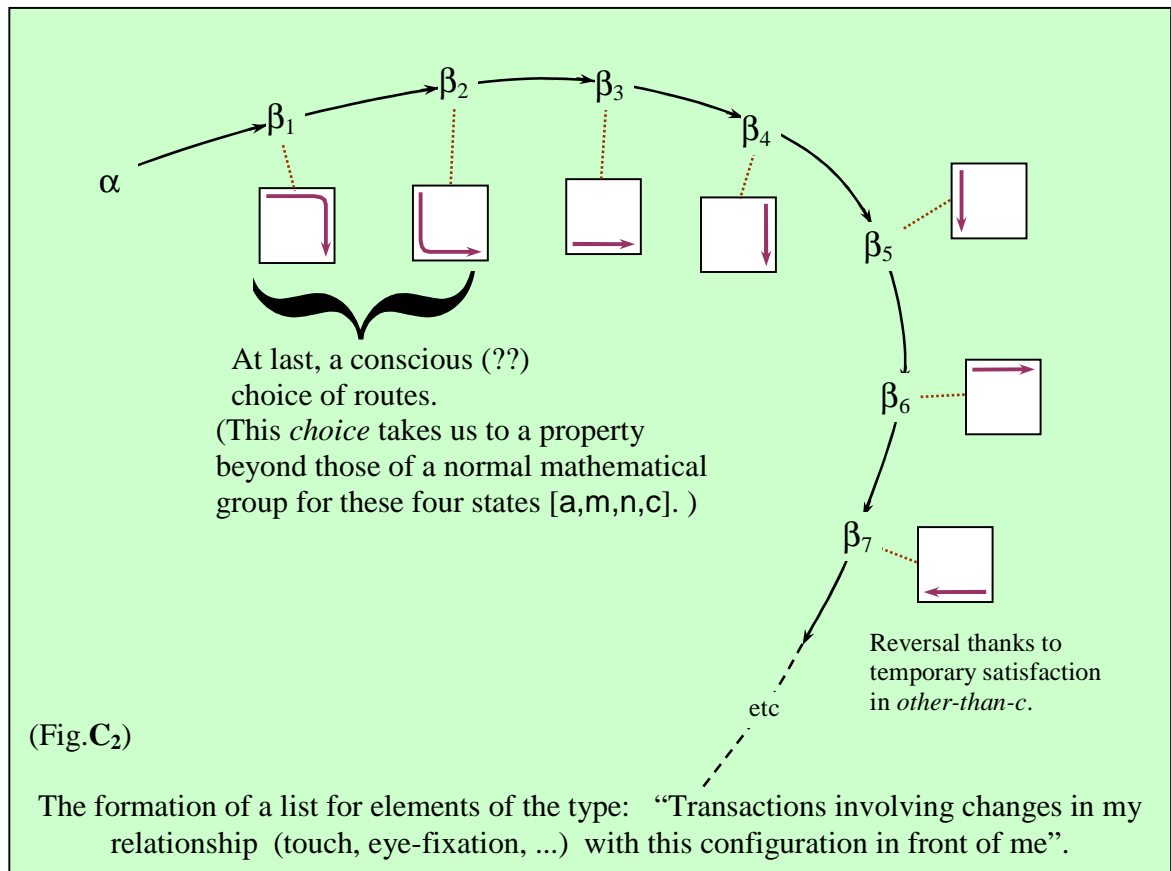 β₂
β₃
β₁
β₄
α
β₅
At last, a conscious (??)
choice of routes.
(This choice takes us to a property
beyond those of a normal mathematical
group for these four states [a,m,n,c]. )
β₆
β₇
Reversal thanks to
temporary satisfaction
in other-than-c.
etc
(Fig.C₂)
The formation of a list for elements of the type: “Transactions involving changes in my
relationship (touch, eye-fixation, ...) with this configuration in front of me”.